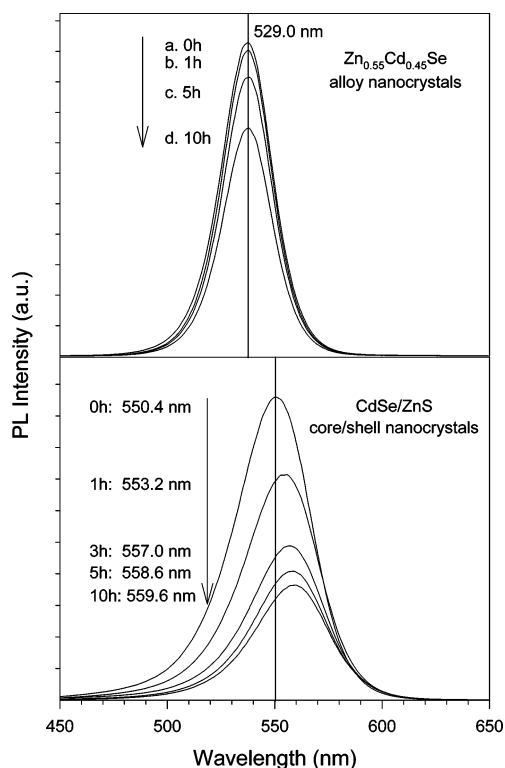 529.0 nm
a. 0h
b. 1h
c. 5h
d. 10h
Zn0.55Cd0.45Se
alloy nanocrystals
PL Intensity (a.u.)
CdSe/ZnS
core/shell nanocrystals
0h: 550.4 nm
1h: 553.2 nm
3h: 557.0 nm
5h: 558.6 nm
10h: 559.6 nm
450 500 550 600 650
Wavelength (nm)